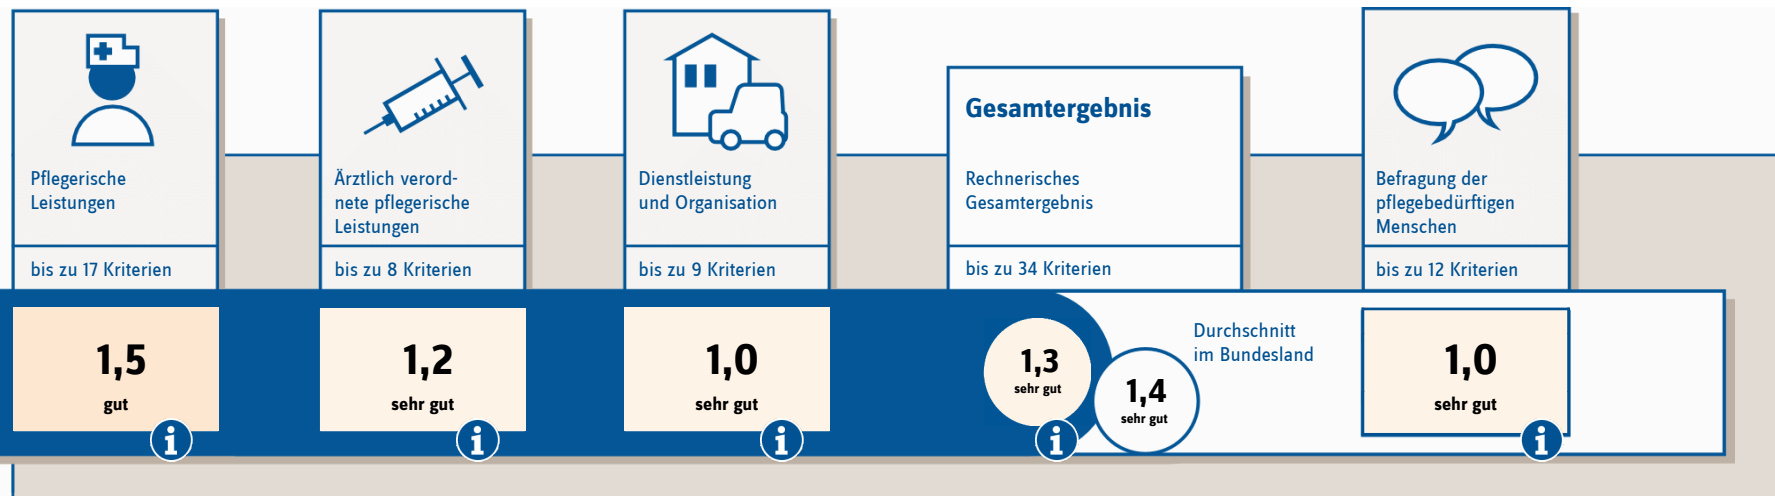 Pflegerische
Leistungen
bis zu 17 Kriterien
1,5
gut
i
Ärztlich verord-
nete pflegerische
Leistungen
bis zu 8 Kriterien
1,2
sehr gut
i
Dienstleistung
und Organisation
bis zu 9 Kriterien
1,0
sehr gut
i
Gesamtergebnis
Rechnerisches
Gesamtergebnis
bis zu 34 Kriterien
1,3
sehr gut
i
1,4
sehr gut
Durchschnitt
im Bundesland
Befragung der
pflegebedürftigen
Menschen
bis zu 12 Kriterien
1,0
sehr gut
i